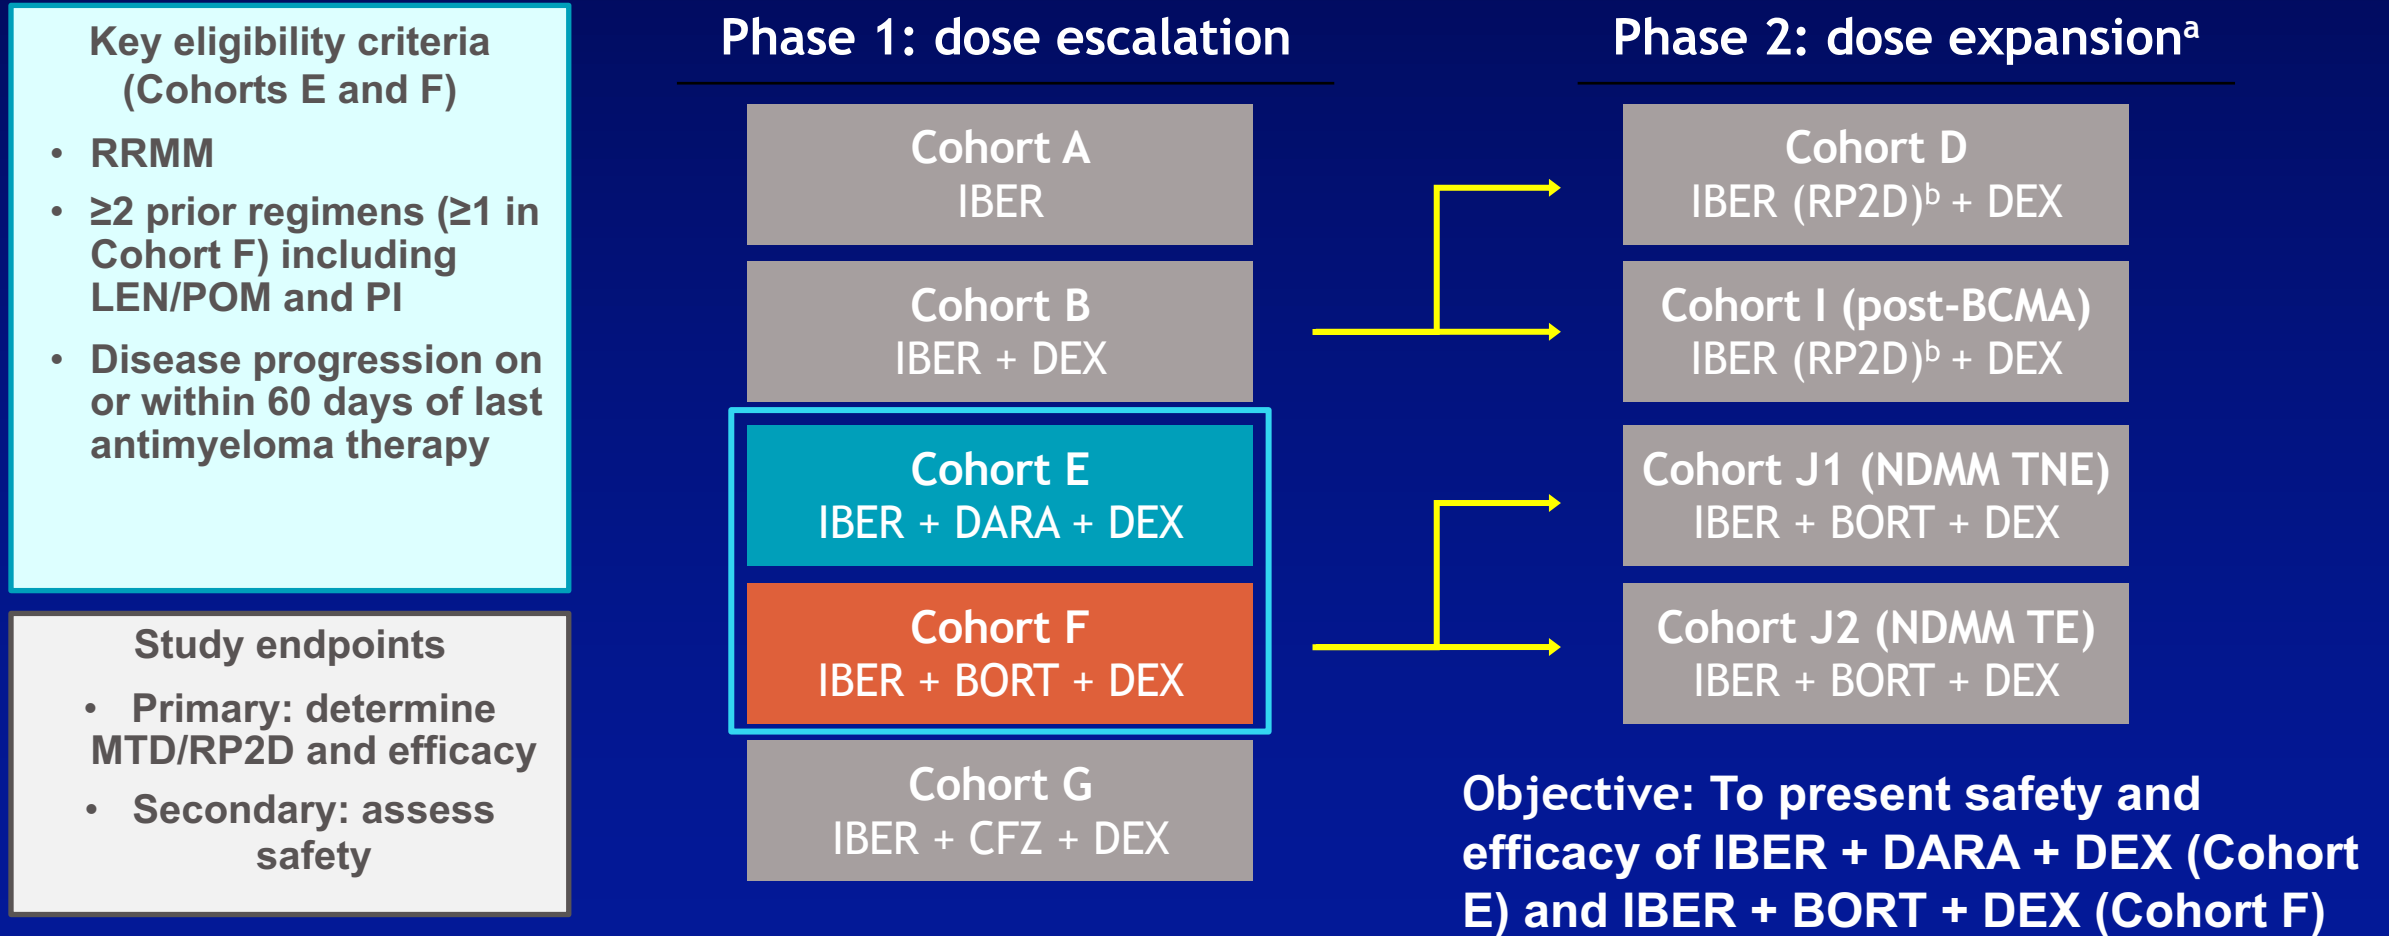 Key eligibility criteria
(Cohorts E and F)
• RRMM
• ≥2 prior regimens (≥1 in
Cohort F) including
LEN/POM and PI
• Disease progression on
or within 60 days of last
antimyeloma therapy
Study endpoints
• Primary: determine
MTD/RP2D and efficacy
• Secondary: assess
safety
Phase 1: dose escalation
Cohort A
IBER
Cohort B
IBER + DEX
Cohort E
IBER + DARA + DEX
Cohort F
IBER + BORT + DEX
Cohort G
IBER + CFZ + DEX
Phase 2: dose expansionᵃ
Cohort D
IBER (RP2D)ᵇ + DEX
Cohort I (post-BCMA)
IBER (RP2D)ᵇ + DEX
Cohort J1 (NDMM TNE)
IBER + BORT + DEX
Cohort J2 (NDMM TE)
IBER + BORT + DEX
Objective: To present safety and
efficacy of IBER + DARA + DEX (Cohort
E) and IBER + BORT + DEX (Cohort F)